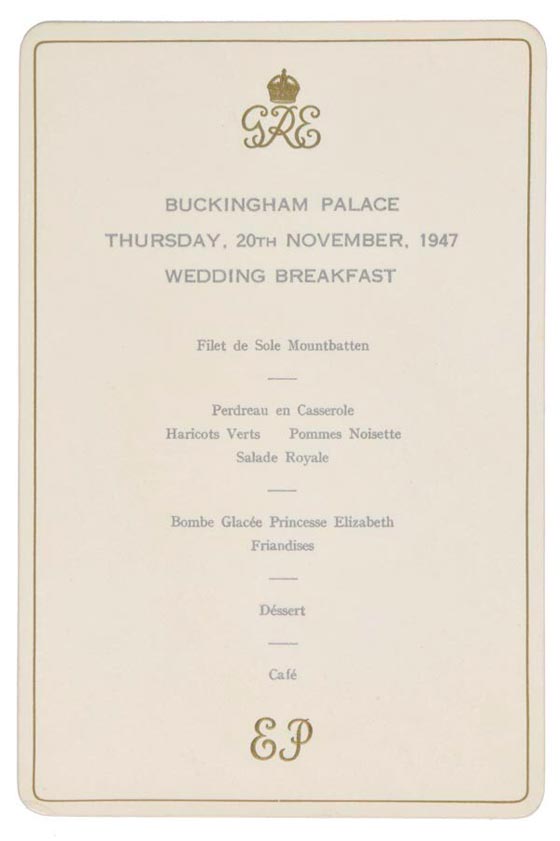 GRE
BUCKINGHAM PALACE
THURSDAY, 20TH NOVEMBER, 1947
WEDDING BREAKFAST
Filet de Sole Mountbatten
Perdreau en Casserole
Haricots Verts Pommes Noisette
Salade Royale
Bombe Glacée Princesse Elizabeth
Friandises
Déssert
Café
EP